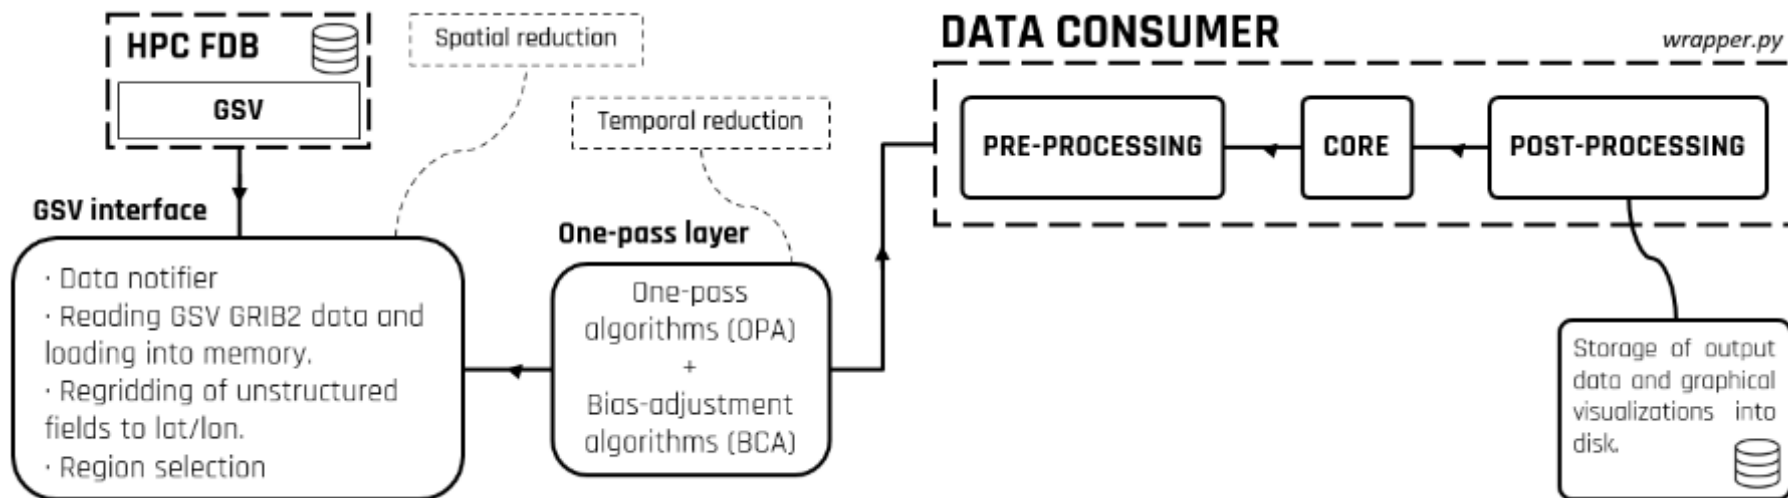 HPC FDB
GSV
Spatial reduction
Temporal reduction
GSV interface
· Data notifier
· Reading GSV GRIB2 data and
loading into memory.
· Regridding of unstructured
fields to lat/lon.
· Region selection
One-pass layer
One-pass
algorithms (OPA)
+
Bias-adjustment
algorithms (BCA)
DATA CONSUMER
wrapper.py
PRE-PROCESSING
CORE
POST-PROCESSING
Storage of output
data and graphical
visualizations into
disk.